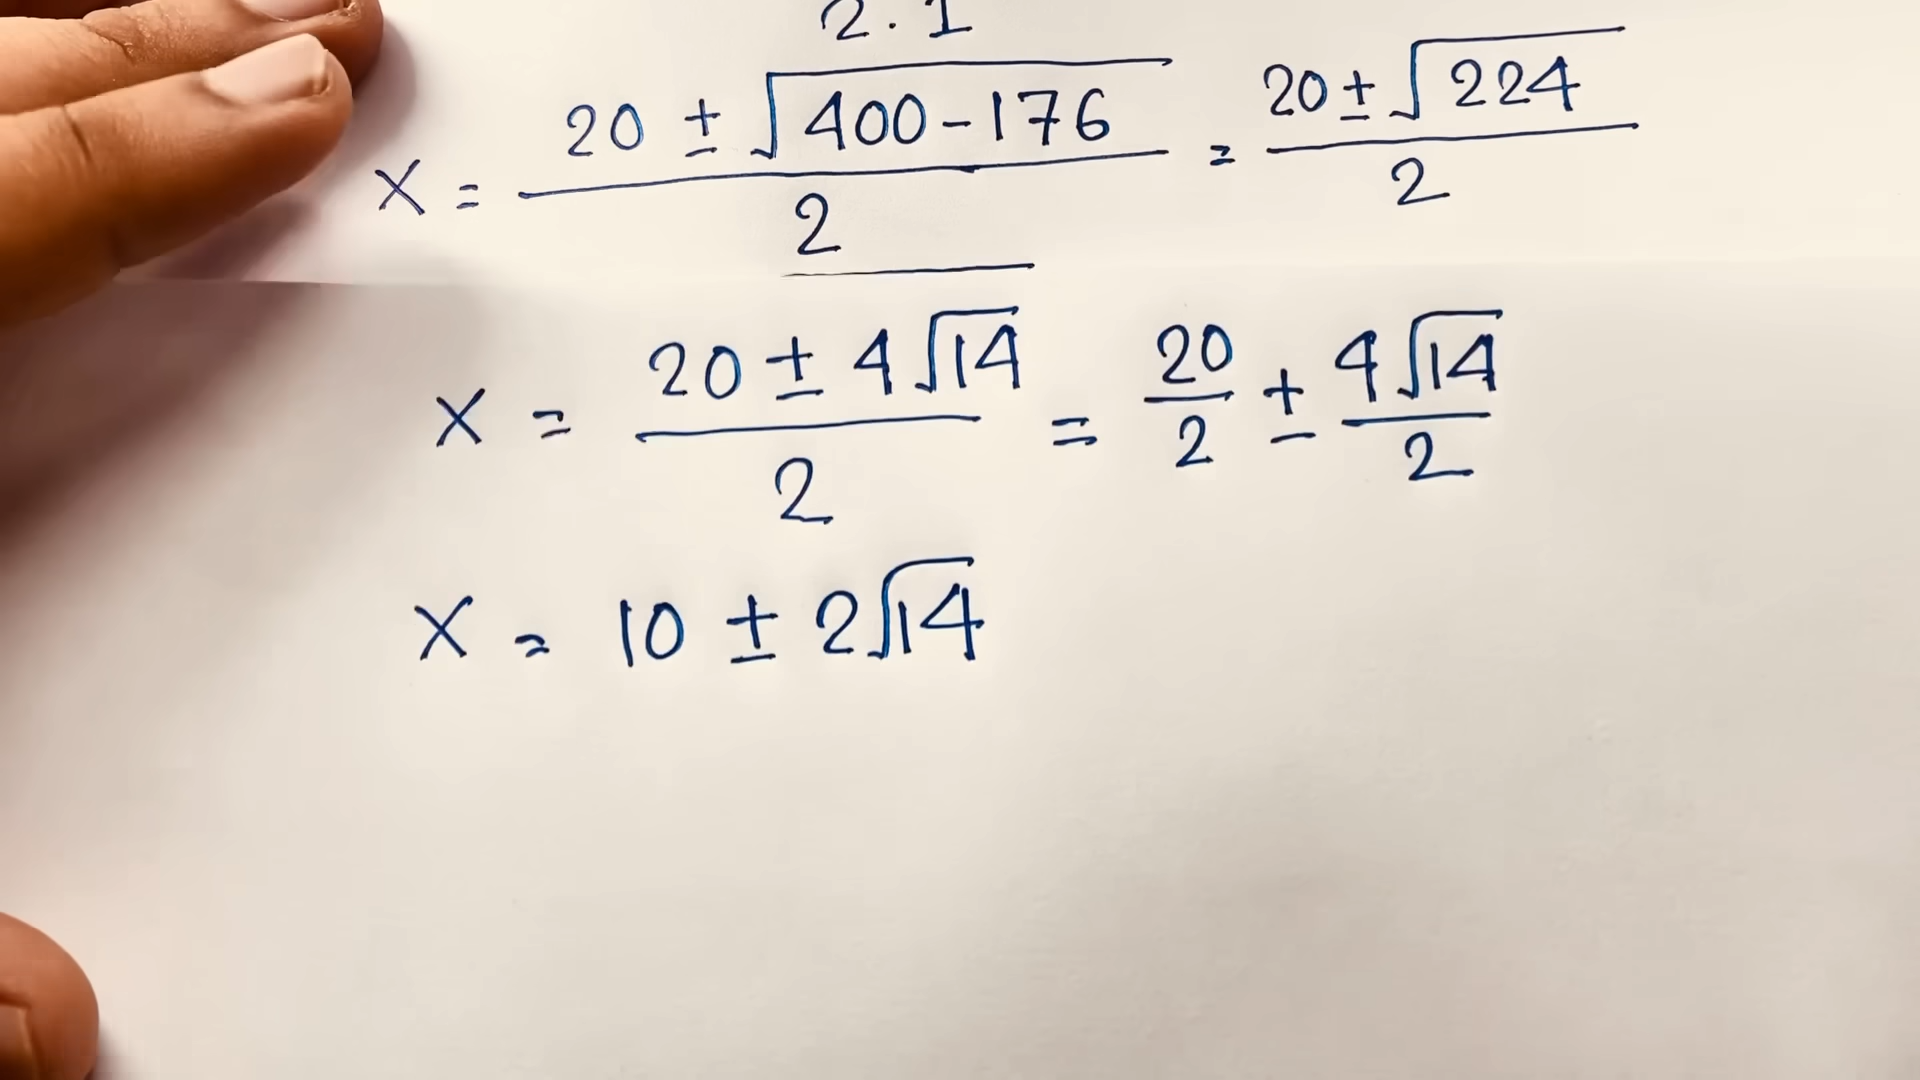 2 . 1
x = (20 ± √(400 - 176)) / 2 = (20 ± √224) / 2
x = (20 ± 4√14) / 2 = 20/2 ± 4√14/2
x = 10 ± 2√14